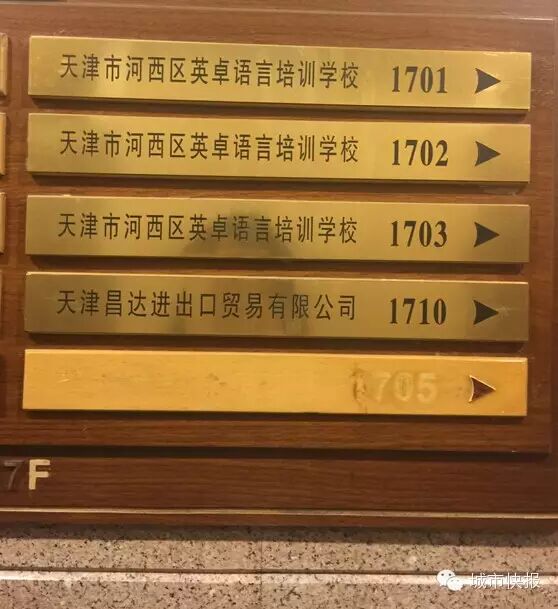 天津市河西区英卓语言培训学校 1701
天津市河西区英卓语言培训学校 1702
天津市河西区英卓语言培训学校 1703
天津昌达进出口贸易有限公司 1710
1705
7F
城市快报